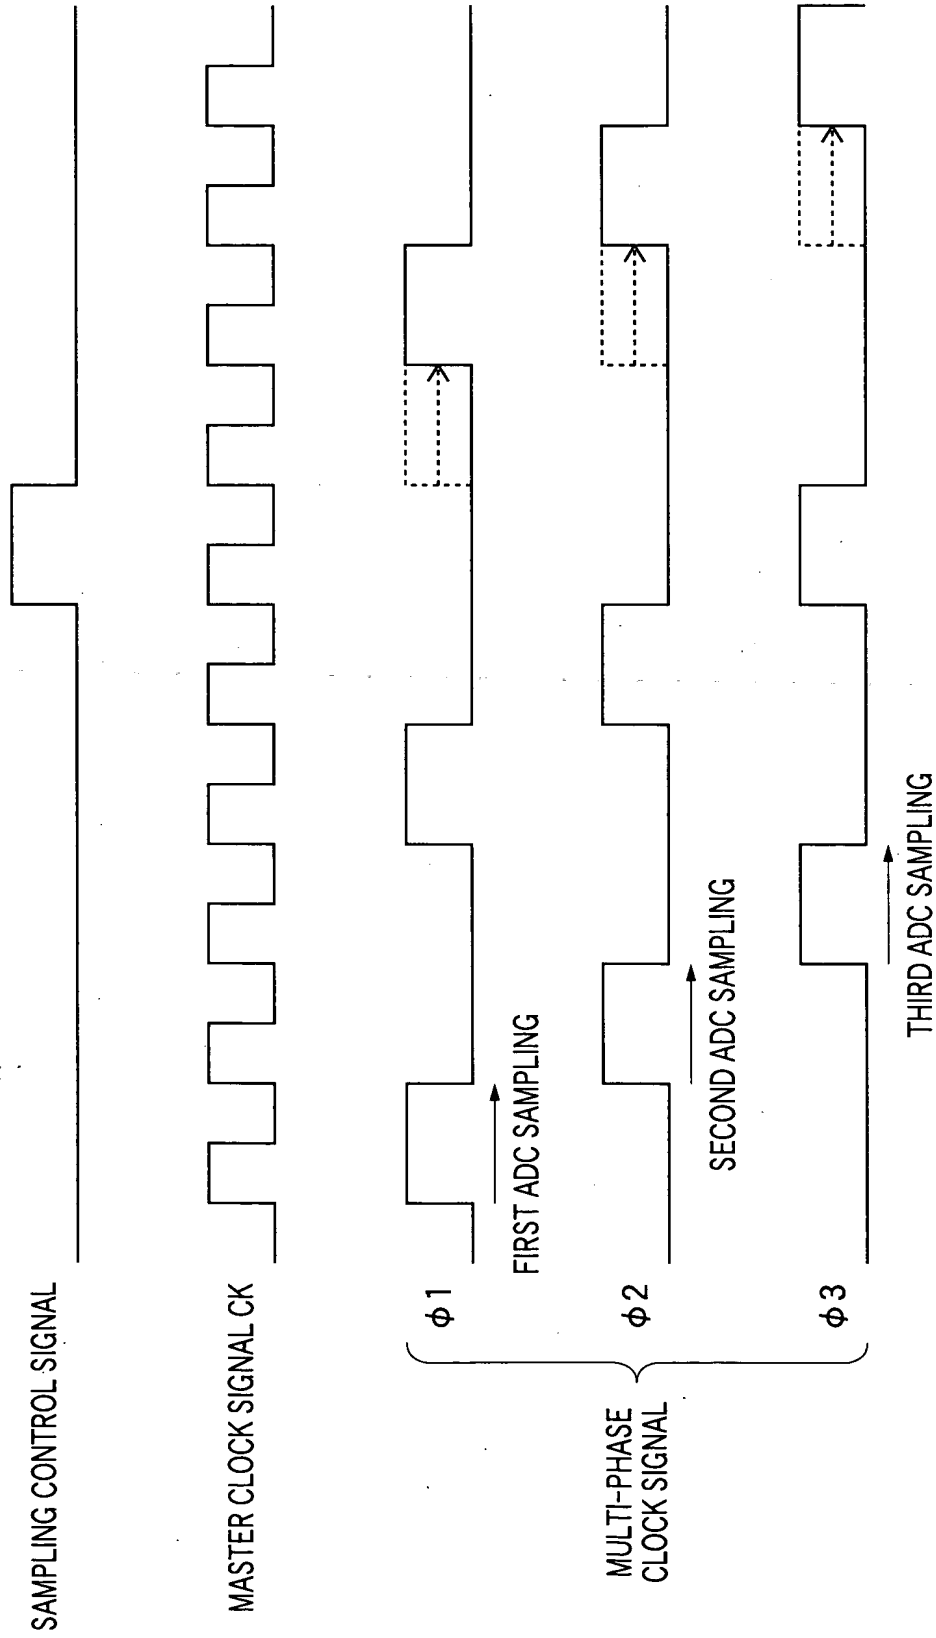 SAMPLING CONTROL SIGNAL
MASTER CLOCK SIGNAL CK
MULTI-PHASE
CLOCK SIGNAL
φ1
FIRST ADC SAMPLING
φ2
SECOND ADC SAMPLING
φ3
THIRD ADC SAMPLING